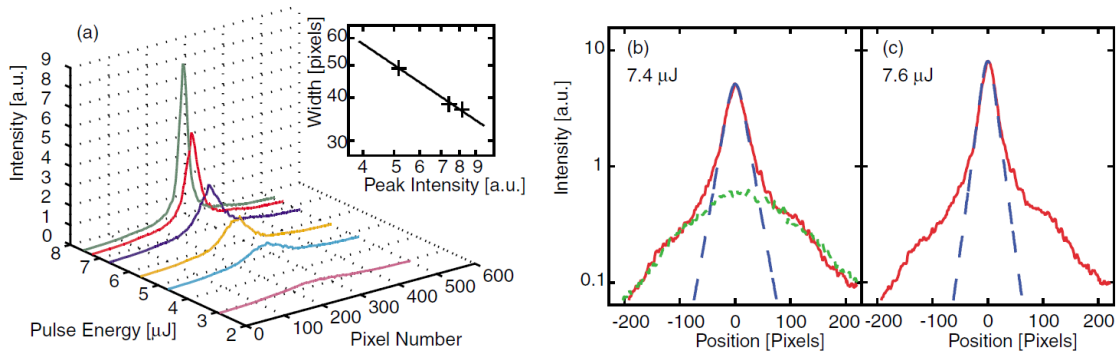 (a)
Intensity [a.u.]
9
8
7
6
5
4
3
2
1
0
8
7
6
5
4
3
2
Pulse Energy [µJ]
0
100
200
300
400
500
600
Pixel Number
Width [pixels]
60
50
40
30
4 5 6 7 8 9
Peak Intensity [a.u.]
Intensity [a.u.]
10
1
0.1
(b)
7.4 µJ
-200 -100 0 100 200
Position [Pixels]
(c)
7.6 µJ
-200 -100 0 100 200
Position [Pixels]